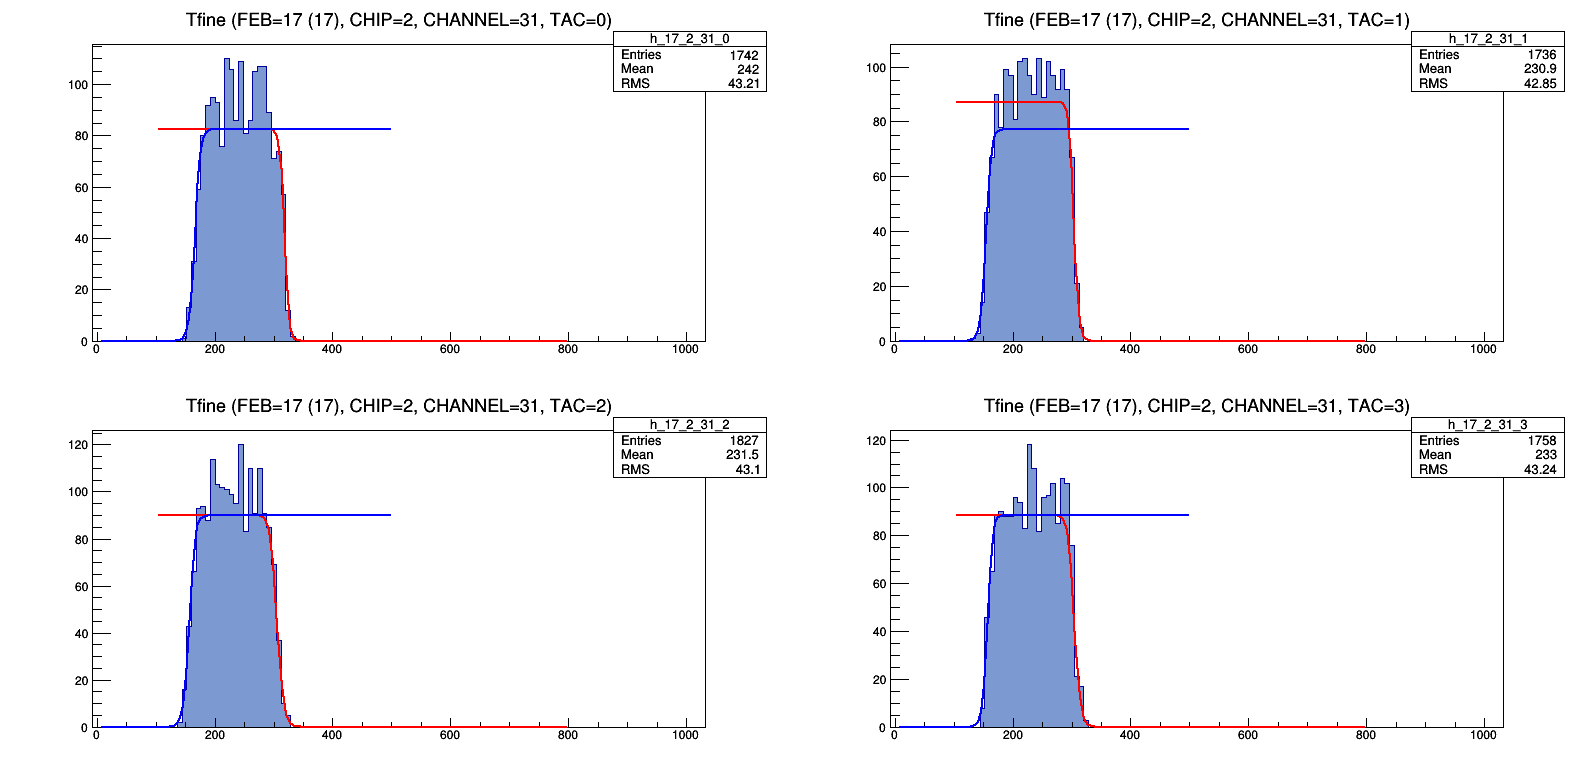 Tfine (FEB=17 (17), CHIP=2, CHANNEL=31, TAC=0)
h_17_2_31_0
Entries 1742
Mean 242
RMS 43.21
100
80
60
40
20
0
0 200 400 600 800 1000
Tfine (FEB=17 (17), CHIP=2, CHANNEL=31, TAC=1)
h_17_2_31_1
Entries 1736
Mean 230.9
RMS 42.85
100
80
60
40
20
0
0 200 400 600 800 1000
Tfine (FEB=17 (17), CHIP=2, CHANNEL=31, TAC=2)
h_17_2_31_2
Entries 1827
Mean 231.5
RMS 43.1
120
100
80
60
40
20
0
0 200 400 600 800 1000
Tfine (FEB=17 (17), CHIP=2, CHANNEL=31, TAC=3)
h_17_2_31_3
Entries 1758
Mean 233
RMS 43.24
120
100
80
60
40
20
0
0 200 400 600 800 1000